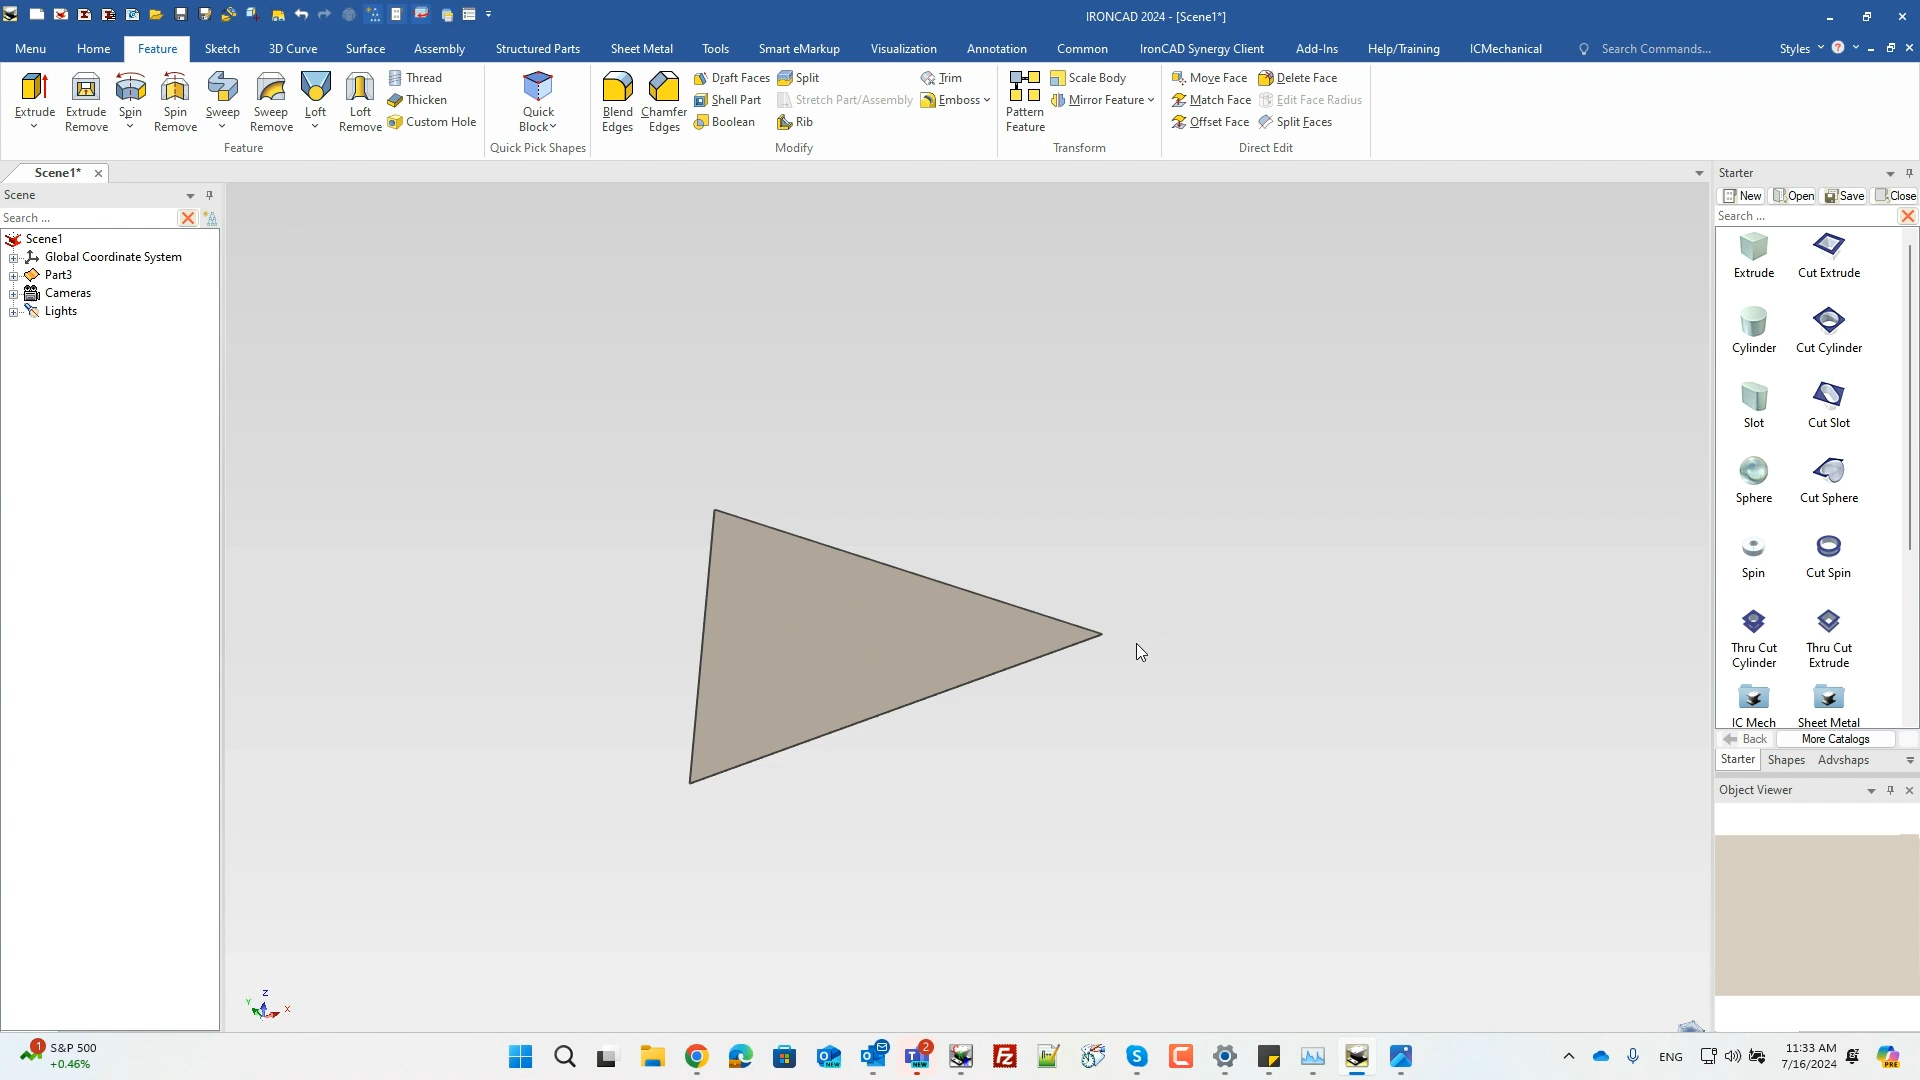 IRONCAD 2024 - [Scene1*]
Menu Home Feature Sketch 3D Curve Surface Assembly Structured Parts Sheet Metal Tools Smart eMarkup Visualization Annotation Common IronCAD Synergy Client Add-Ins Help/Training ICMechanical Search Commands... Styles
Extrude
Extrude Remove
Spin
Spin Remove
Sweep
Sweep Remove
Loft
Loft Remove
Thread
Thicken
Custom Hole
Feature
Quick Block
Quick Pick Shapes
Blend Edges
Chamfer Edges
Draft Faces
Shell Part
Boolean
Split
Stretch Part/Assembly
Rib
Trim
Emboss
Modify
Pattern Feature
Scale Body
Mirror Feature
Transform
Move Face
Match Face
Offset Face
Delete Face
Edit Face Radius
Split Faces
Direct Edit
Scene1*
Scene
Search ...
Scene1
Global Coordinate System
Part3
Cameras
Lights
Z
Y
X
Starter
New Open Save Close
Search ...
Extrude Cut Extrude
Cylinder Cut Cylinder
Slot Cut Slot
Sphere Cut Sphere
Spin Cut Spin
Thru Cut Cylinder
Thru Cut Extrude
IC Mech Sheet Metal
Back More Catalogs
Starter Shapes Advshaps
Object Viewer
1
S&P 500
+0.46%
NEW
2
NEW
ENG
11:33 AM
7/16/2024
PRE